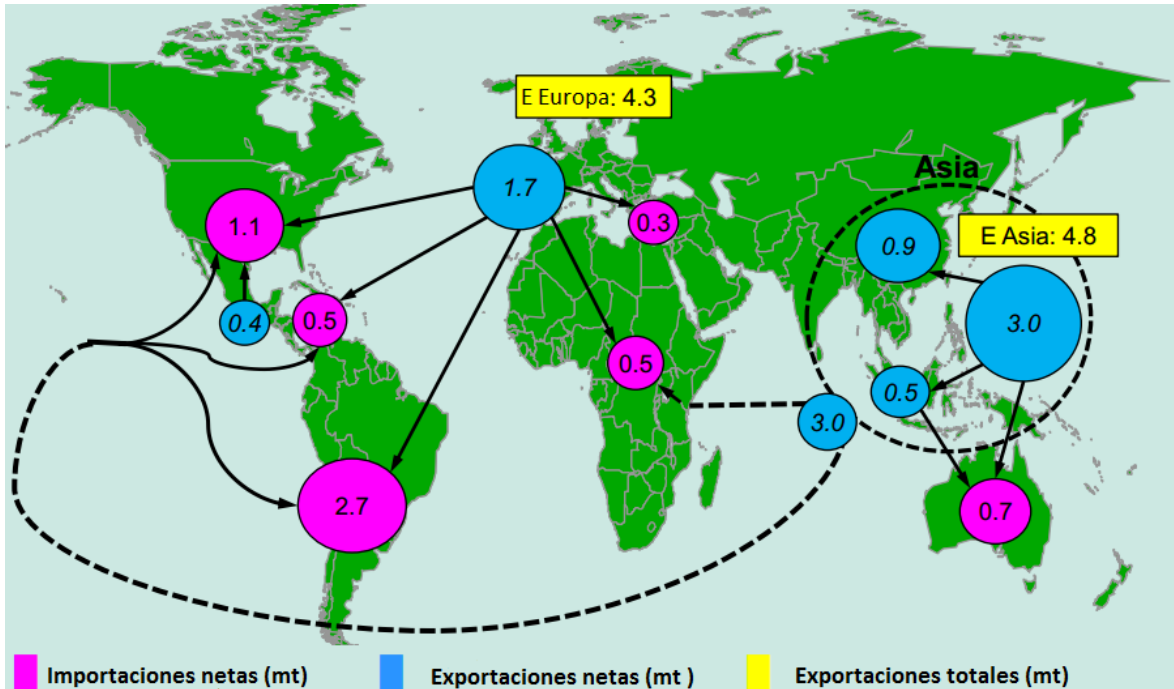 E Europa: 4.3
1.7
Asia
1.1
0.3
0.9
E Asia: 4.8
0.4
0.5
3.0
0.5
0.5
3.0
2.7
0.7
Importaciones netas (mt)
Exportaciones netas (mt )
Exportaciones totales (mt)